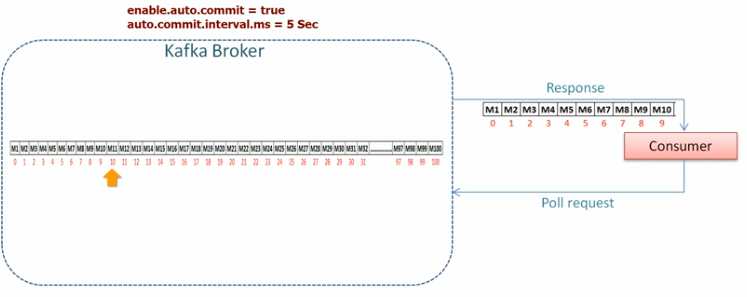 enable.auto.commit = true
auto.commit.interval.ms = 5 Sec
Kafka Broker
Response
M1 M2 M3 M4 M5 M6 M7 M8 M9 M10
0 1 2 3 4 5 6 7 8 9
Consumer
Poll request
M1 M2 M3 M4 M5 M6 M7 M8 M9 M10 M11 M12 M13 M14 M15 M16 M17 M18 M19 M20 M21 M22 M23 M24 M25 M26 M27 M28 M29 M30 M31 M32 ............. M97 M98 M99 M100
0 1 2 3 4 5 6 7 8 9 10 11 12 13 14 15 16 17 18 19 20 21 22 23 24 25 26 27 28 29 30 31 97 98 99 100